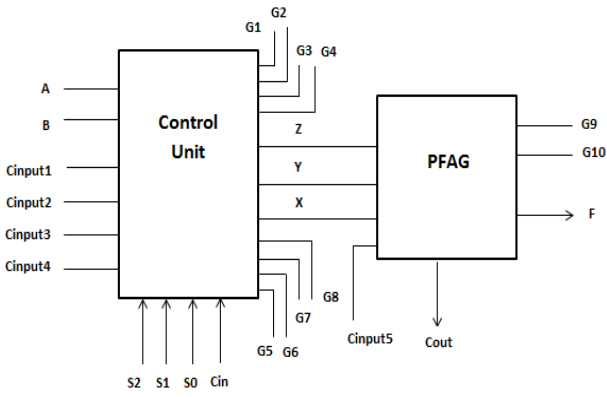 G1
G2
G3
G4
A
B
Cinput1
Cinput2
Cinput3
Cinput4
Control
Unit
Z
Y
X
PFAG
G9
G10
F
G8
G7
G5
G6
Cinput5
Cout
S2
S1
S0
Cin